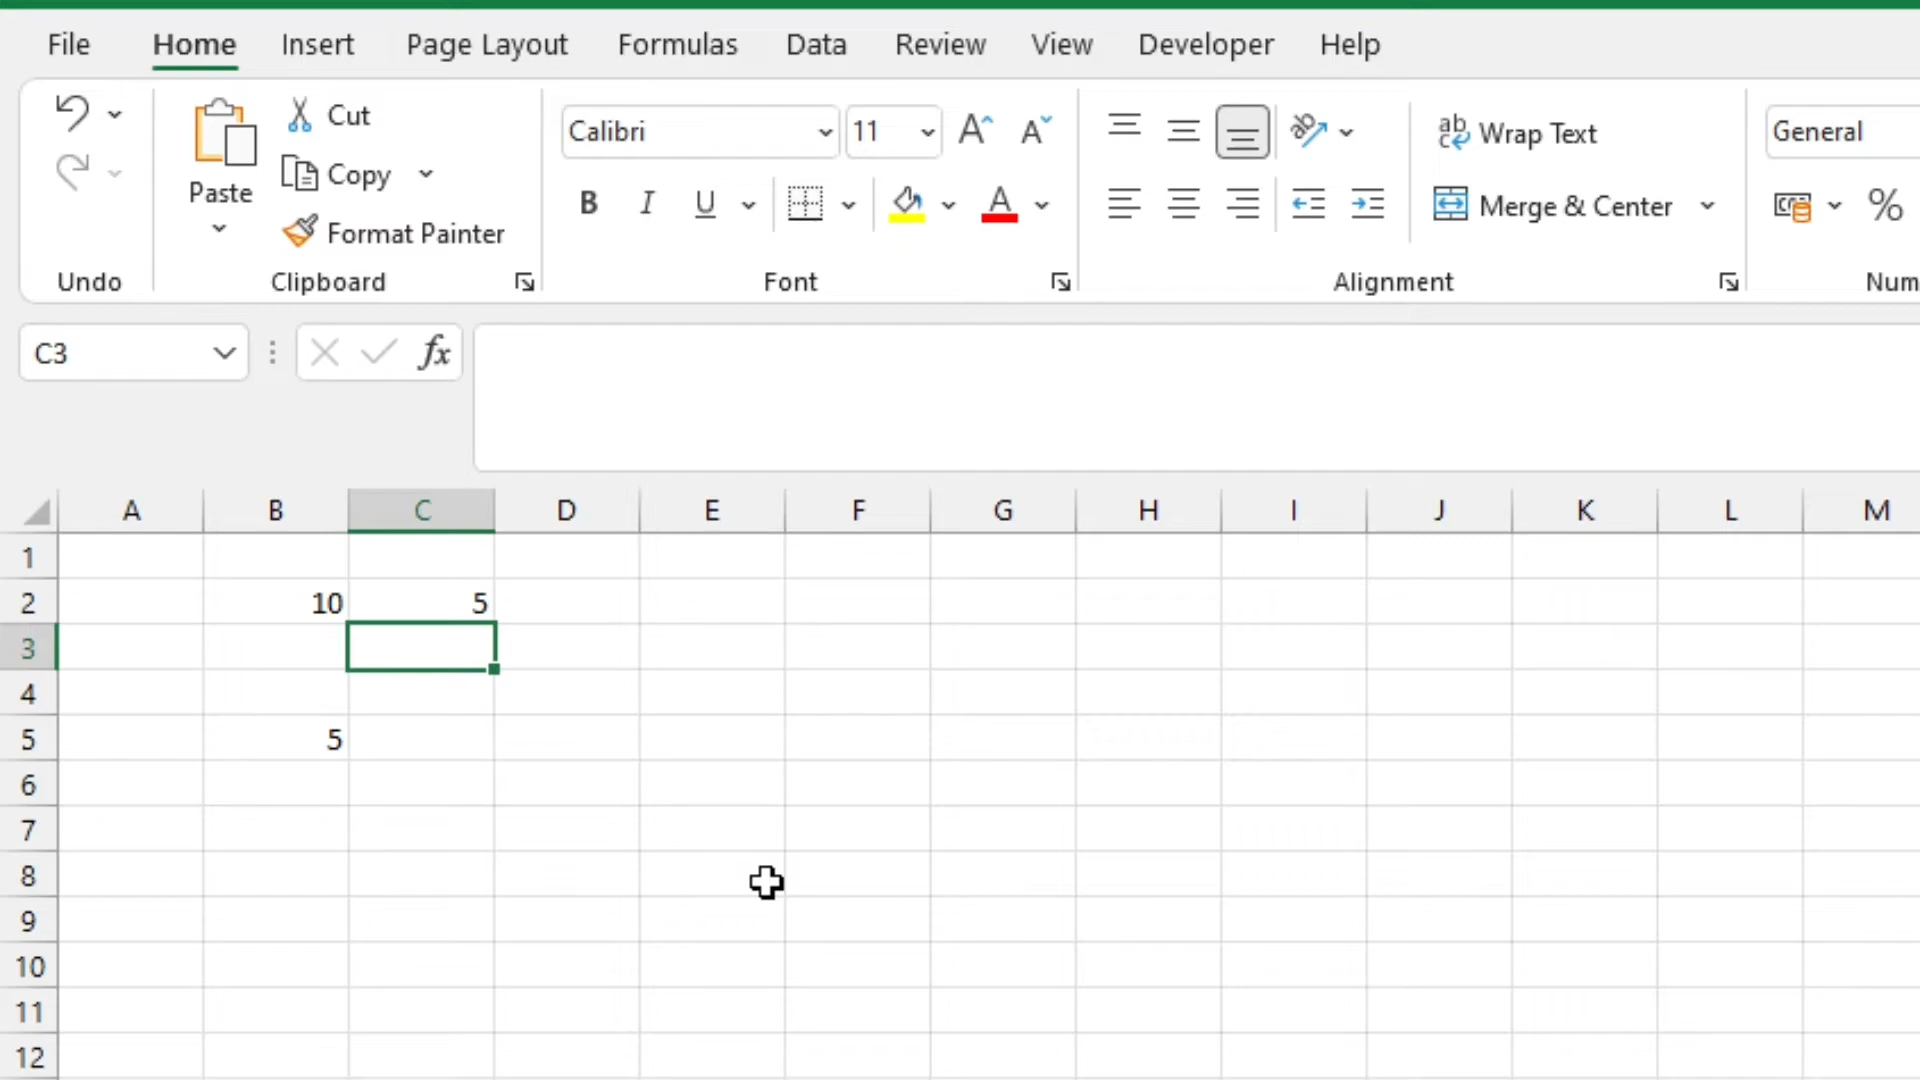 File Home Insert Page Layout Formulas Data Review View Developer Help
Cut
Calibri 11 ab Wrap Text General
Copy
Paste B I U A Merge & Center %
Format Painter
Undo Clipboard Font Alignment Num
C3 fx
A B C D E F G H I J K L M
1
2 10 5
3
4
5 5
6
7
8
9
10
11
12